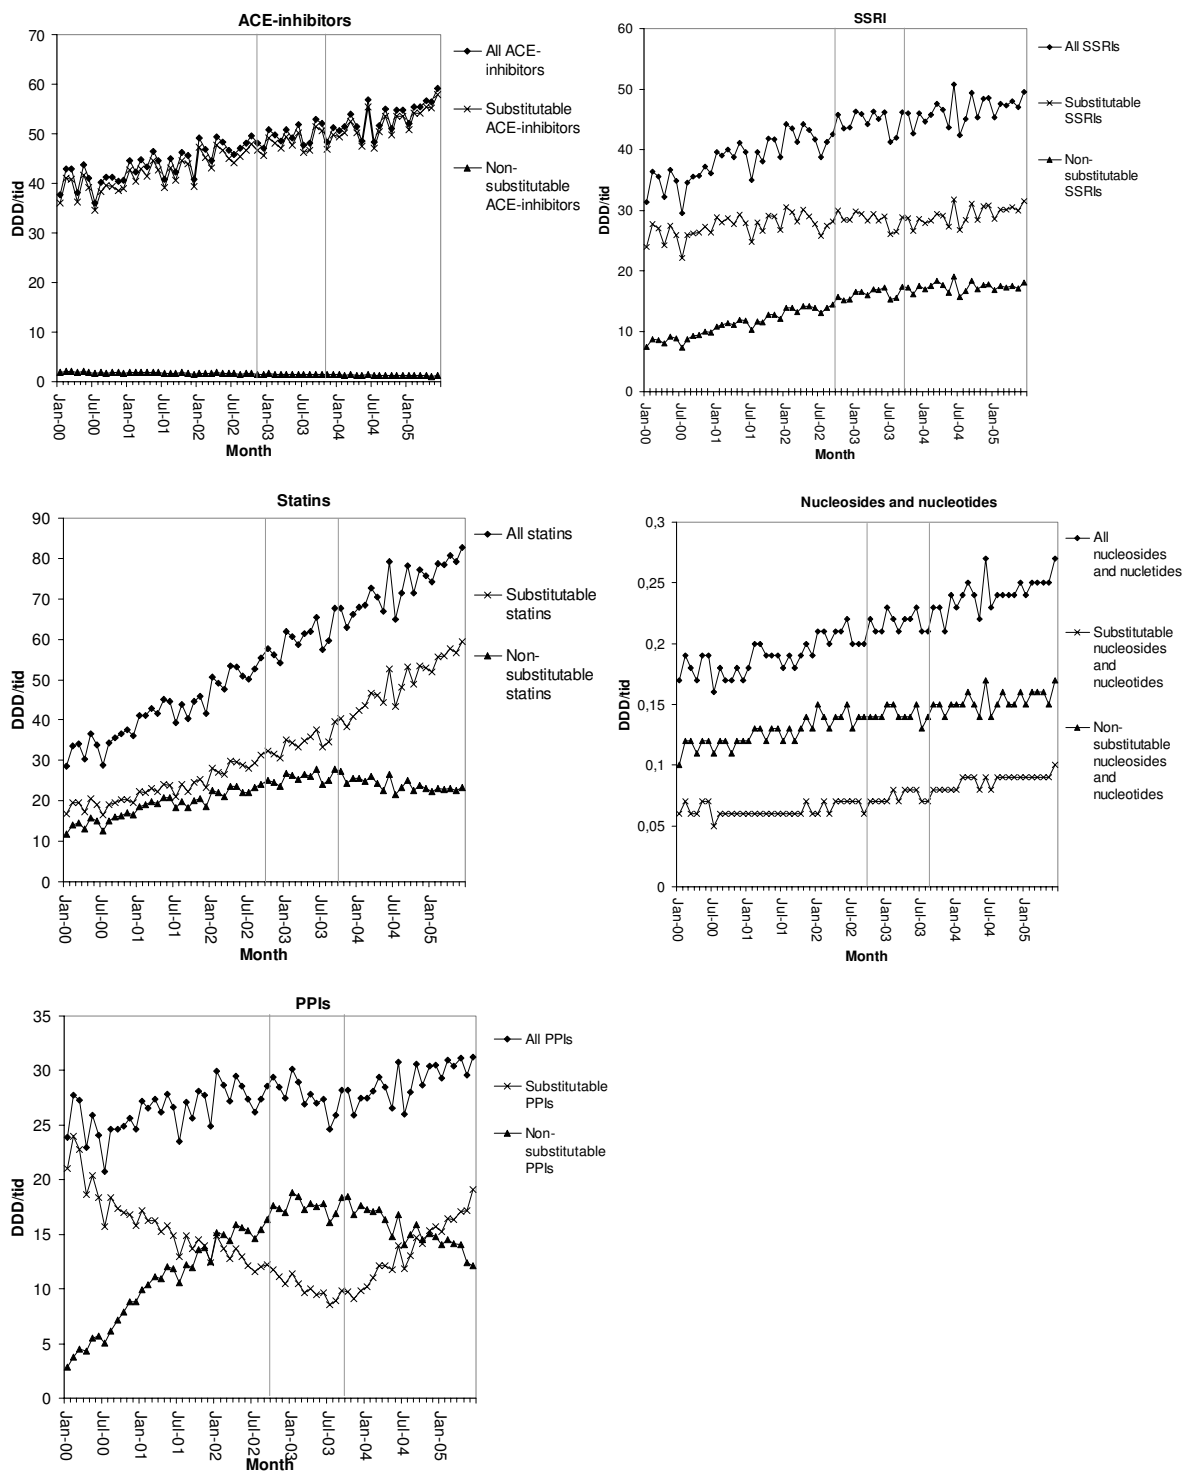 ACE-inhibitors
70
60
50
40
30
20
10
0
DDD/tid
Jan-00
Jul-00
Jan-01
Jul-01
Jan-02
Jul-02
Jan-03
Jul-03
Jan-04
Jul-04
Jan-05
Month
All ACE-
inhibitors
Substitutable
ACE-inhibitors
Non-
substitutable
ACE-inhibitors
SSRI
60
50
40
30
20
10
0
DDD/tid
Jan-00
Jul-00
Jan-01
Jul-01
Jan-02
Jul-02
Jan-03
Jul-03
Jan-04
Jul-04
Jan-05
Month
All SSRIs
Substitutable
SSRIs
Non-
substitutable
SSRIs
Statins
90
80
70
60
50
40
30
20
10
0
DDD/tid
Jan-00
Jul-00
Jan-01
Jul-01
Jan-02
Jul-02
Jan-03
Jul-03
Jan-04
Jul-04
Jan-05
Month
All statins
Substitutable
statins
Non-
substitutable
statins
Nucleosides and nucleotides
0,3
0,25
0,2
0,15
0,1
0,05
0
DDD/tid
Jan-00
Jul-00
Jan-01
Jul-01
Jan-02
Jul-02
Jan-03
Jul-03
Jan-04
Jul-04
Jan-05
Month
All
nucleosides
and nucletides
Substitutable
nucleosides
and
nucleotides
Non-
substitutable
nucleosides
and
nucleotides
PPIs
35
30
25
20
15
10
5
0
DDD/tid
Jan-00
Jul-00
Jan-01
Jul-01
Jan-02
Jul-02
Jan-03
Jul-03
Jan-04
Jul-04
Jan-05
Month
All PPIs
Substitutable
PPIs
Non-
substitutable
PPIs